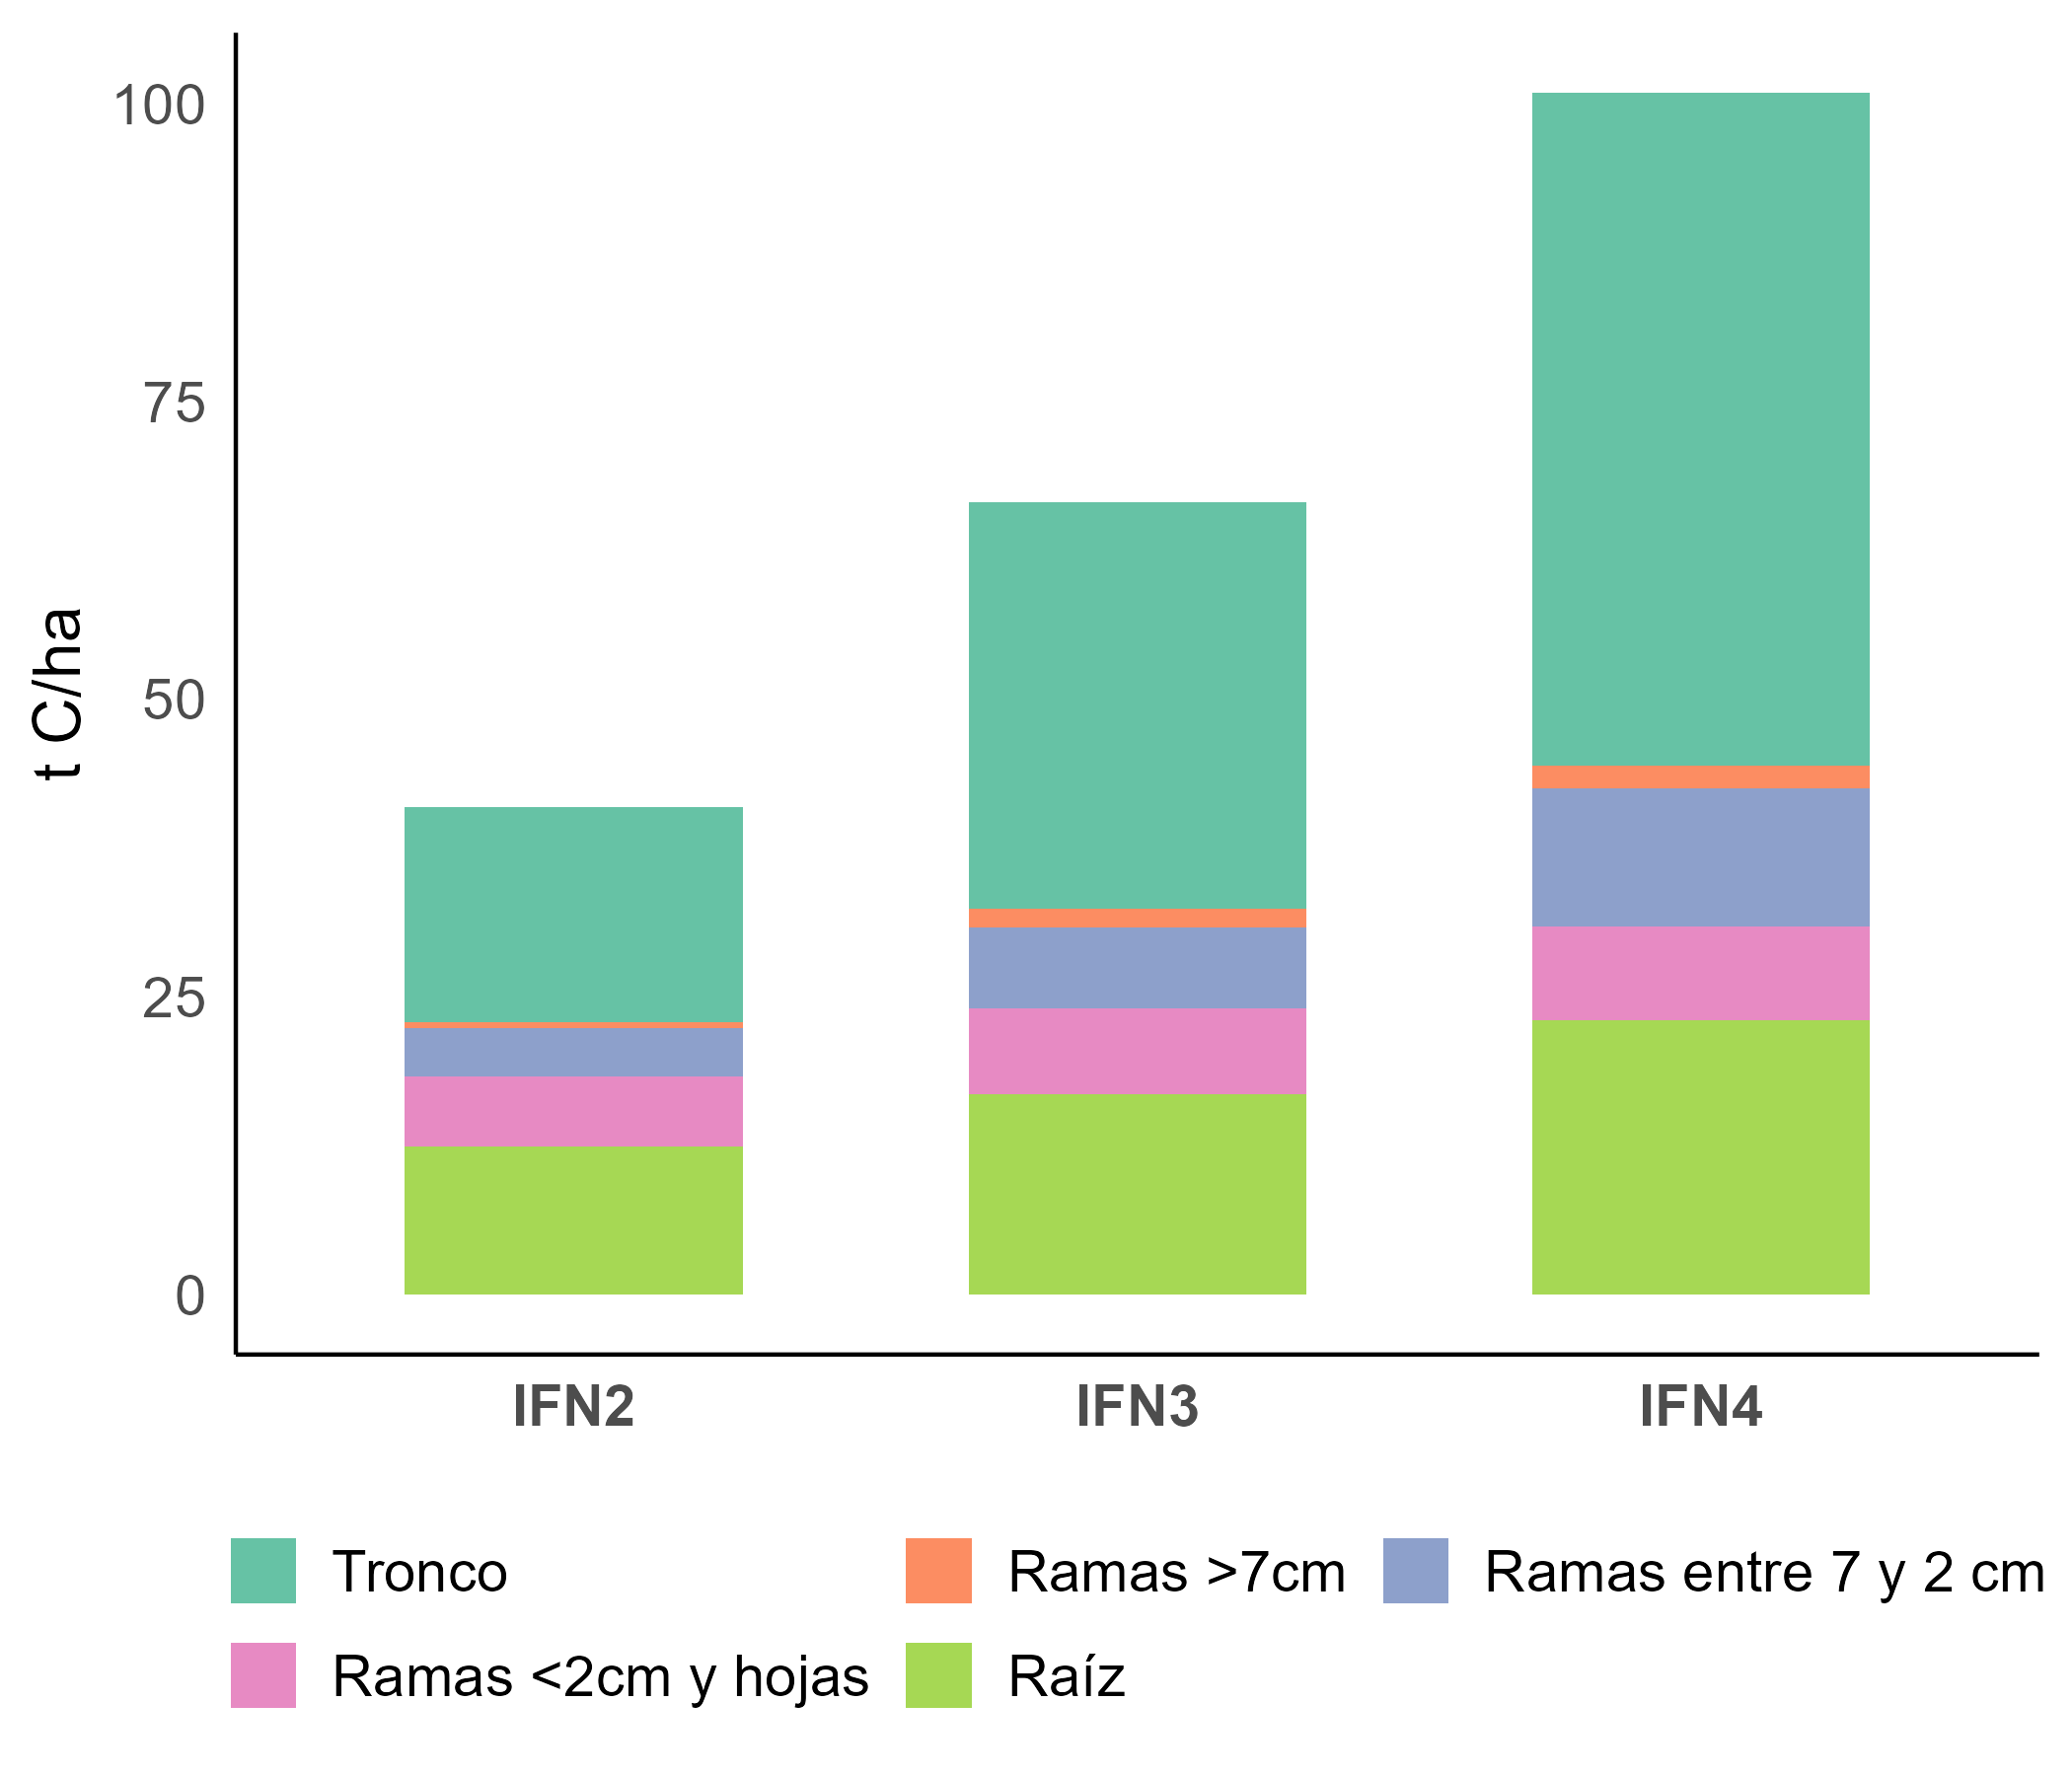 100
75
50
25
0
t C/ha
IFN2 IFN3 IFN4
Tronco Ramas >7cm Ramas entre 7 y 2 cm
Ramas <2cm y hojas Raíz